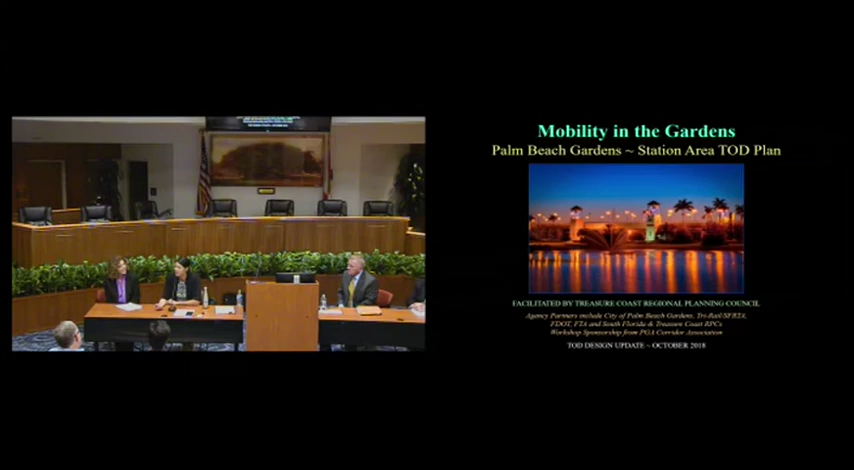 Mobility in the Gardens
Palm Beach Gardens ~ Station Area TOD Plan
FACILITATED BY TREASURE COAST REGIONAL PLANNING COUNCIL
Agency Partners include City of Palm Beach Gardens, Tri-Rail/SFRTA,
FDOT, FTA and South Florida & Treasure Coast RPCs
Workshop Sponsorship from PGA Corridor Association
TOD DESIGN UPDATE ~ OCTOBER 2018